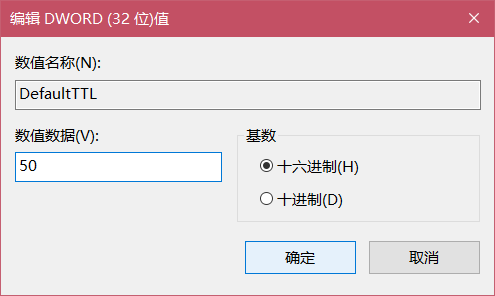 编辑 DWORD (32 位)值
数值名称(N):
DefaultTTL
数值数据(V):
50
基数
十六进制(H)
十进制(D)
确定
取消